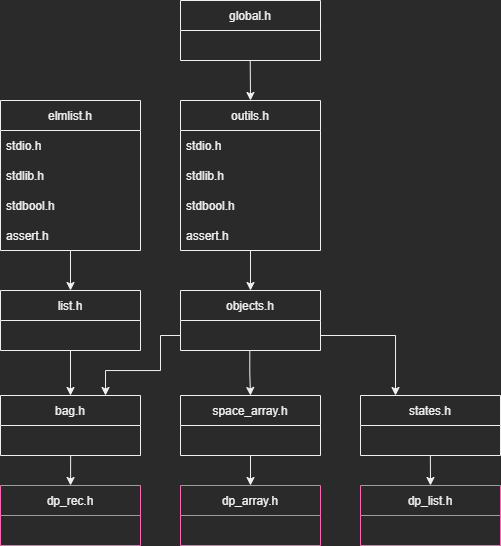 global.h
elmlist.h
stdio.h
stdlib.h
stdbool.h
assert.h
outils.h
stdio.h
stdlib.h
stdbool.h
assert.h
list.h
objects.h
bag.h
space_array.h
states.h
dp_rec.h
dp_array.h
dp_list.h